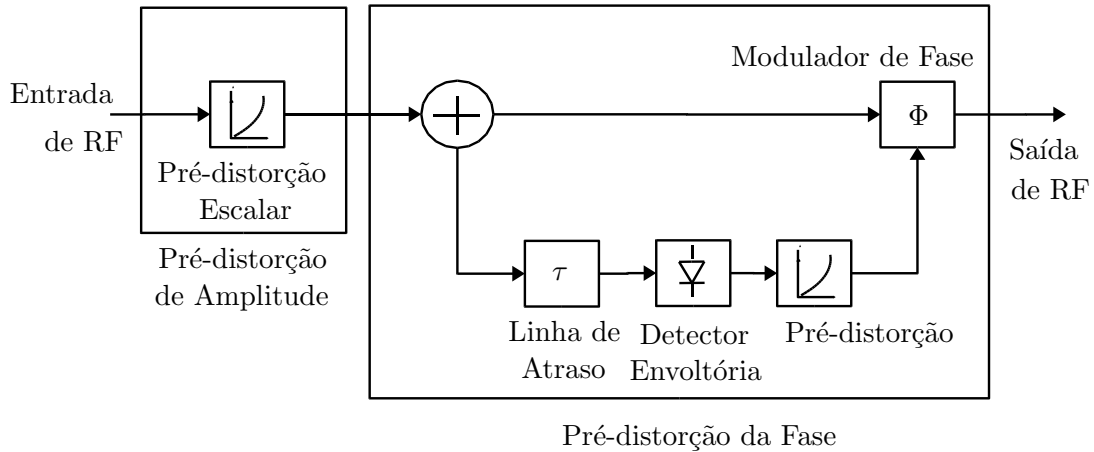 Modulador de Fase
Entrada
de RF
Φ
Saída
de RF
Pré-distorção
Escalar
Pré-distorção
de Amplitude
τ
Linha de
Atraso
Detector
Envoltória
Pré-distorção
Pré-distorção da Fase